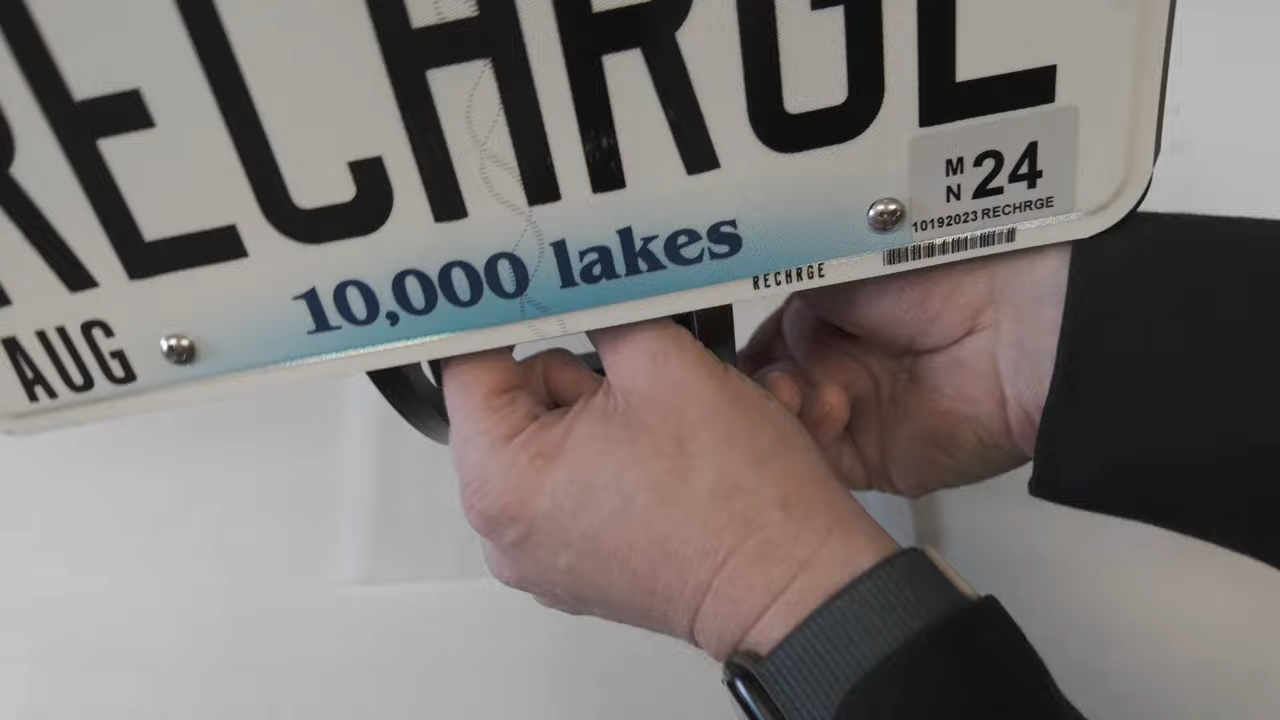 RECHRGE
M
N 24
10192023 RECHRGE
10,000 lakes
RECHRGE
AUG